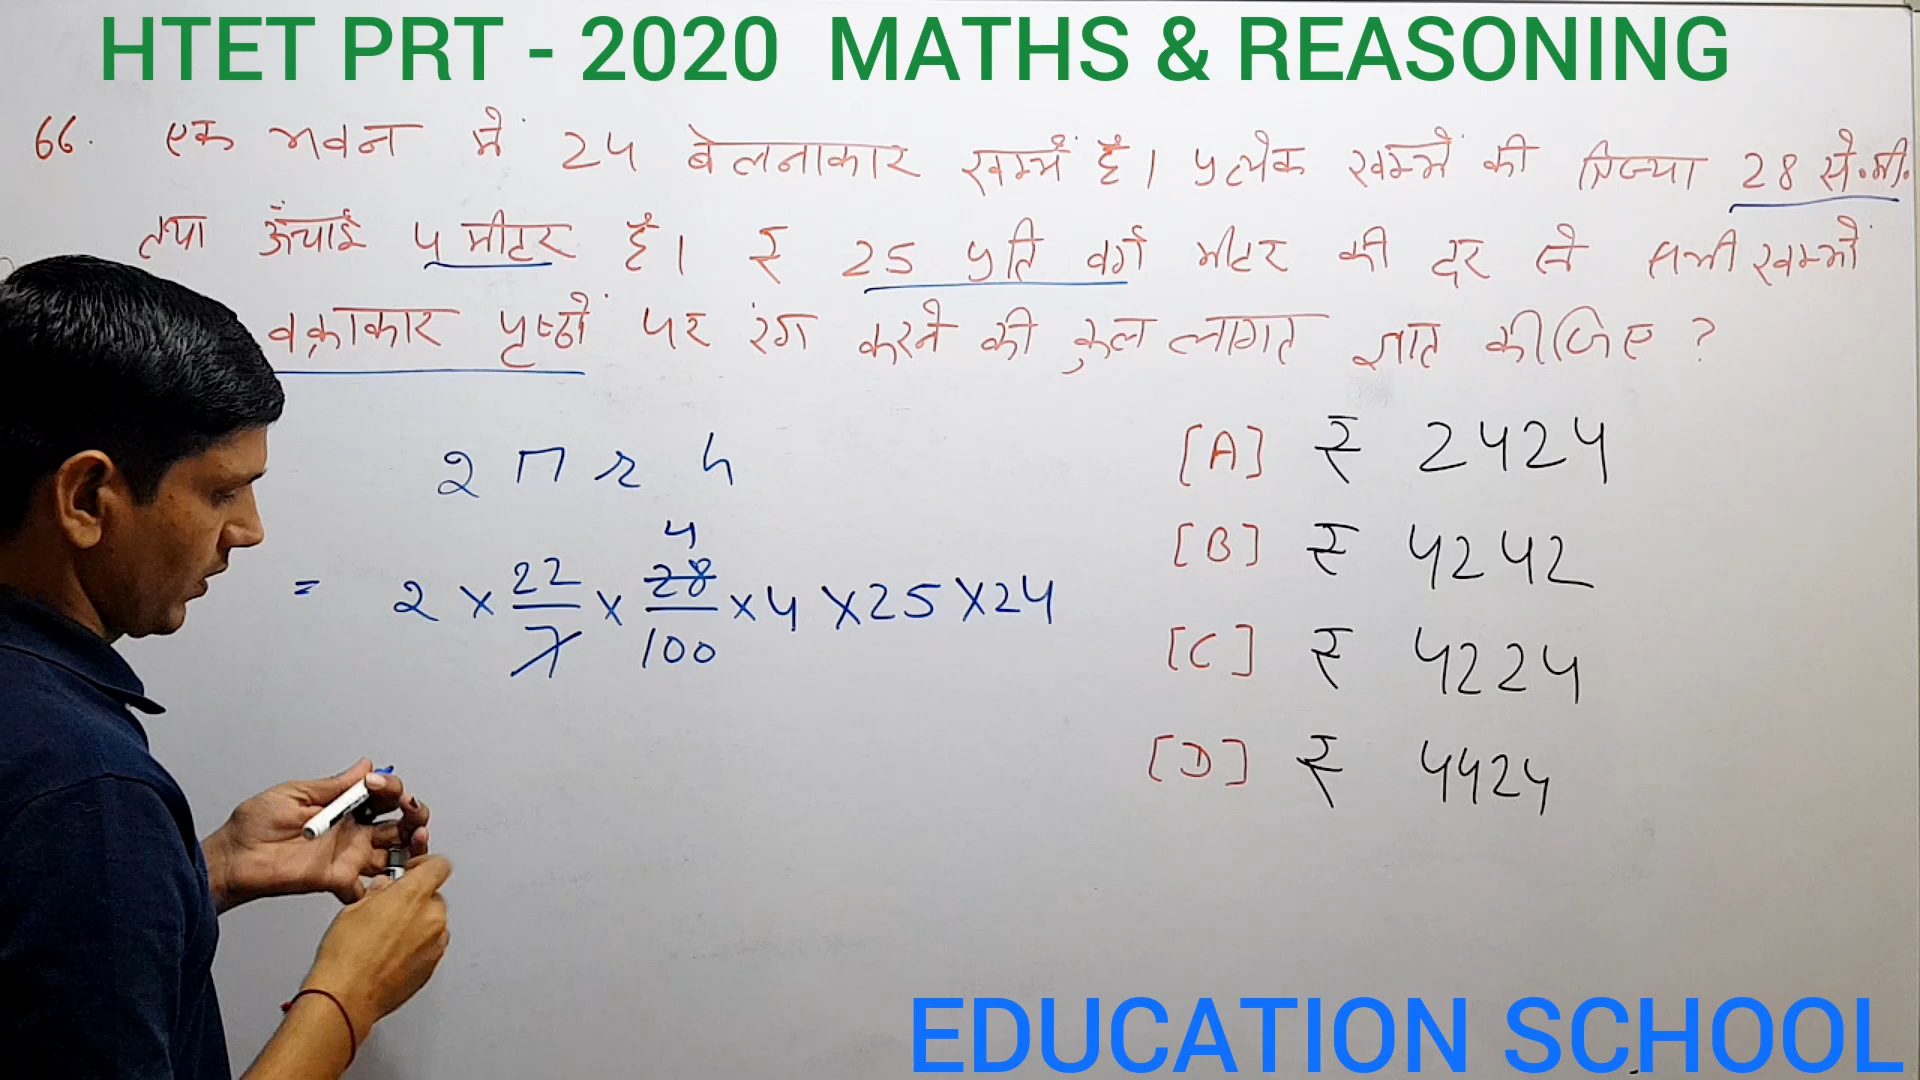 HTET PRT - 2020 MATHS & REASONING
66. एक भवन में 24 बेलनाकार खम्भें हैं। प्रत्येक खम्भें की त्रिज्या 28 से.मी.
तथा ऊँचाई 4 मीटर है। ₹ 25 प्रति वर्ग मीटर की दर से सभी खम्भों
वक्राकार पृष्ठों पर रंग करने की कुल लागत ज्ञात कीजिए ?
2 π r h
4
= 2 × 22/7 × 28/100 × 4 × 25 × 24
[A] ₹ 2424
[B] ₹ 4242
[C] ₹ 4224
[D] ₹ 4424
EDUCATION SCHOOL